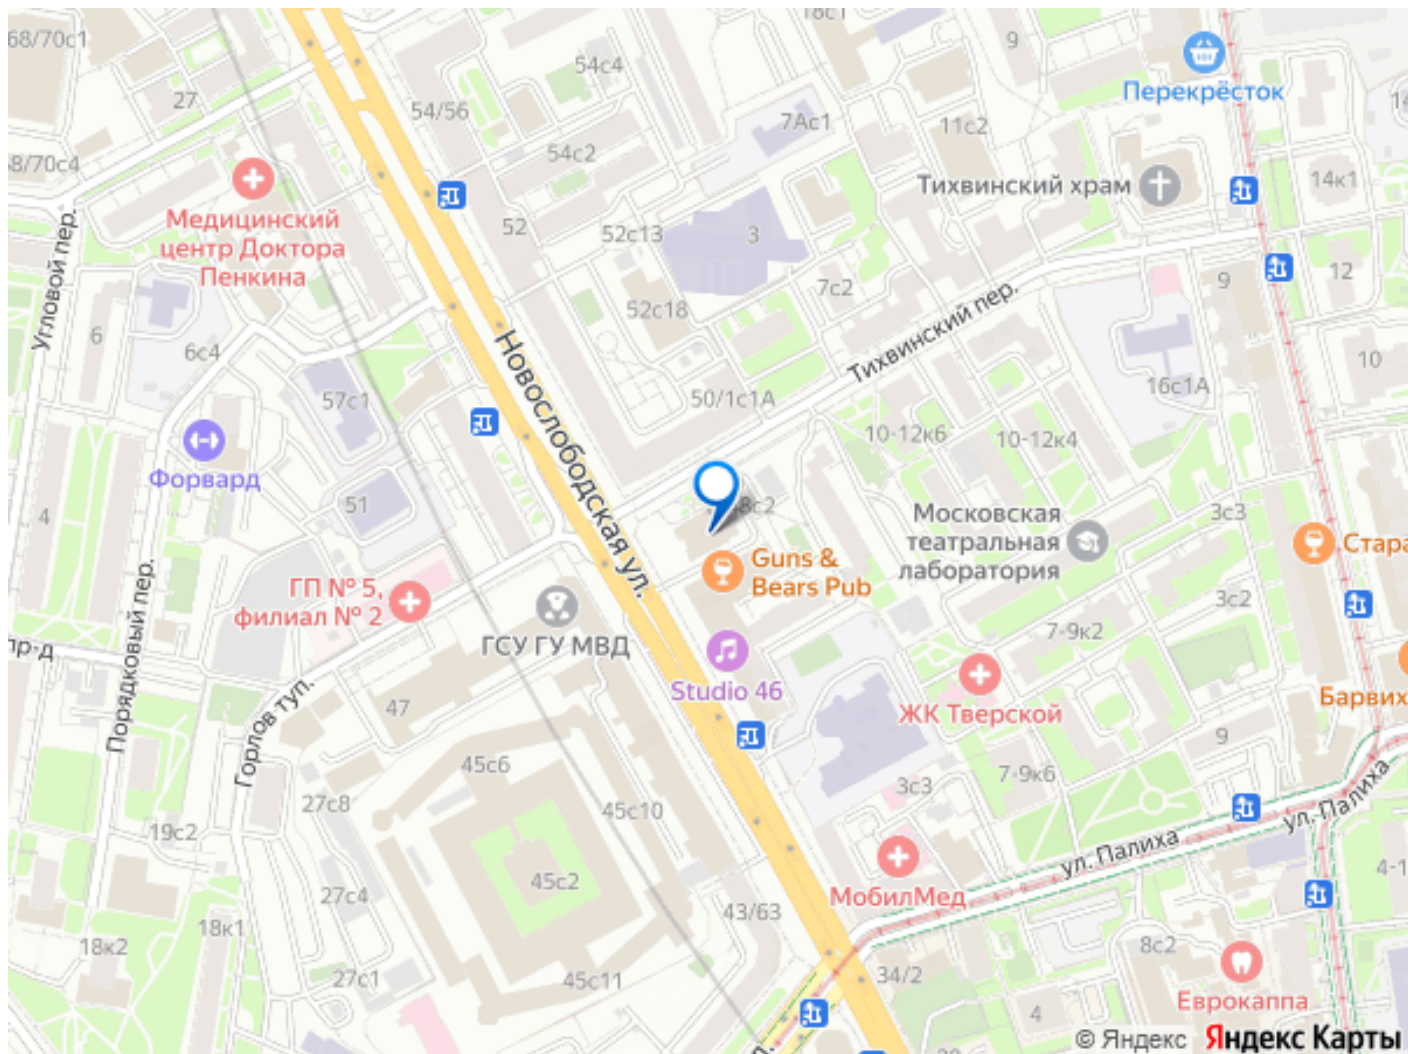 68/70с1
18с1
9
54с4
Перекрёсток
27
54/56
7Ас1
11с2
54с2
Тихвинский храм
14к1
Медицинский
центр Доктора
Пенкина
52
52с13
3
Угловой пер.
7с2
9
12
52с18
6
6с4
Новослободская ул.
Тихвинский пер.
10
57с1
50/1с1А
16с1А
10-12к6
10-12к4
Форвард
51
4
Московская
театральная
лаборатория
3с3
Стара
Guns &
Bears Pub
ГП № 5,
филиал № 2
3с2
ГСУ ГУ МВД
7-9к2
пр-д
Порядковый пер.
Studio 46
Барвих
Горлов туп.
47
ЖК Тверской
9
45с6
7-9к6
3с3
27с8
45с10
ул. Палиха
19с2
ул. Палиха
45с2
МобилМед
4-1
27с4
43/63
18к1
18к2
8с2
27с1
45с11
34/2
Еврокаппа
4
© Яндекс Яндекс Карты